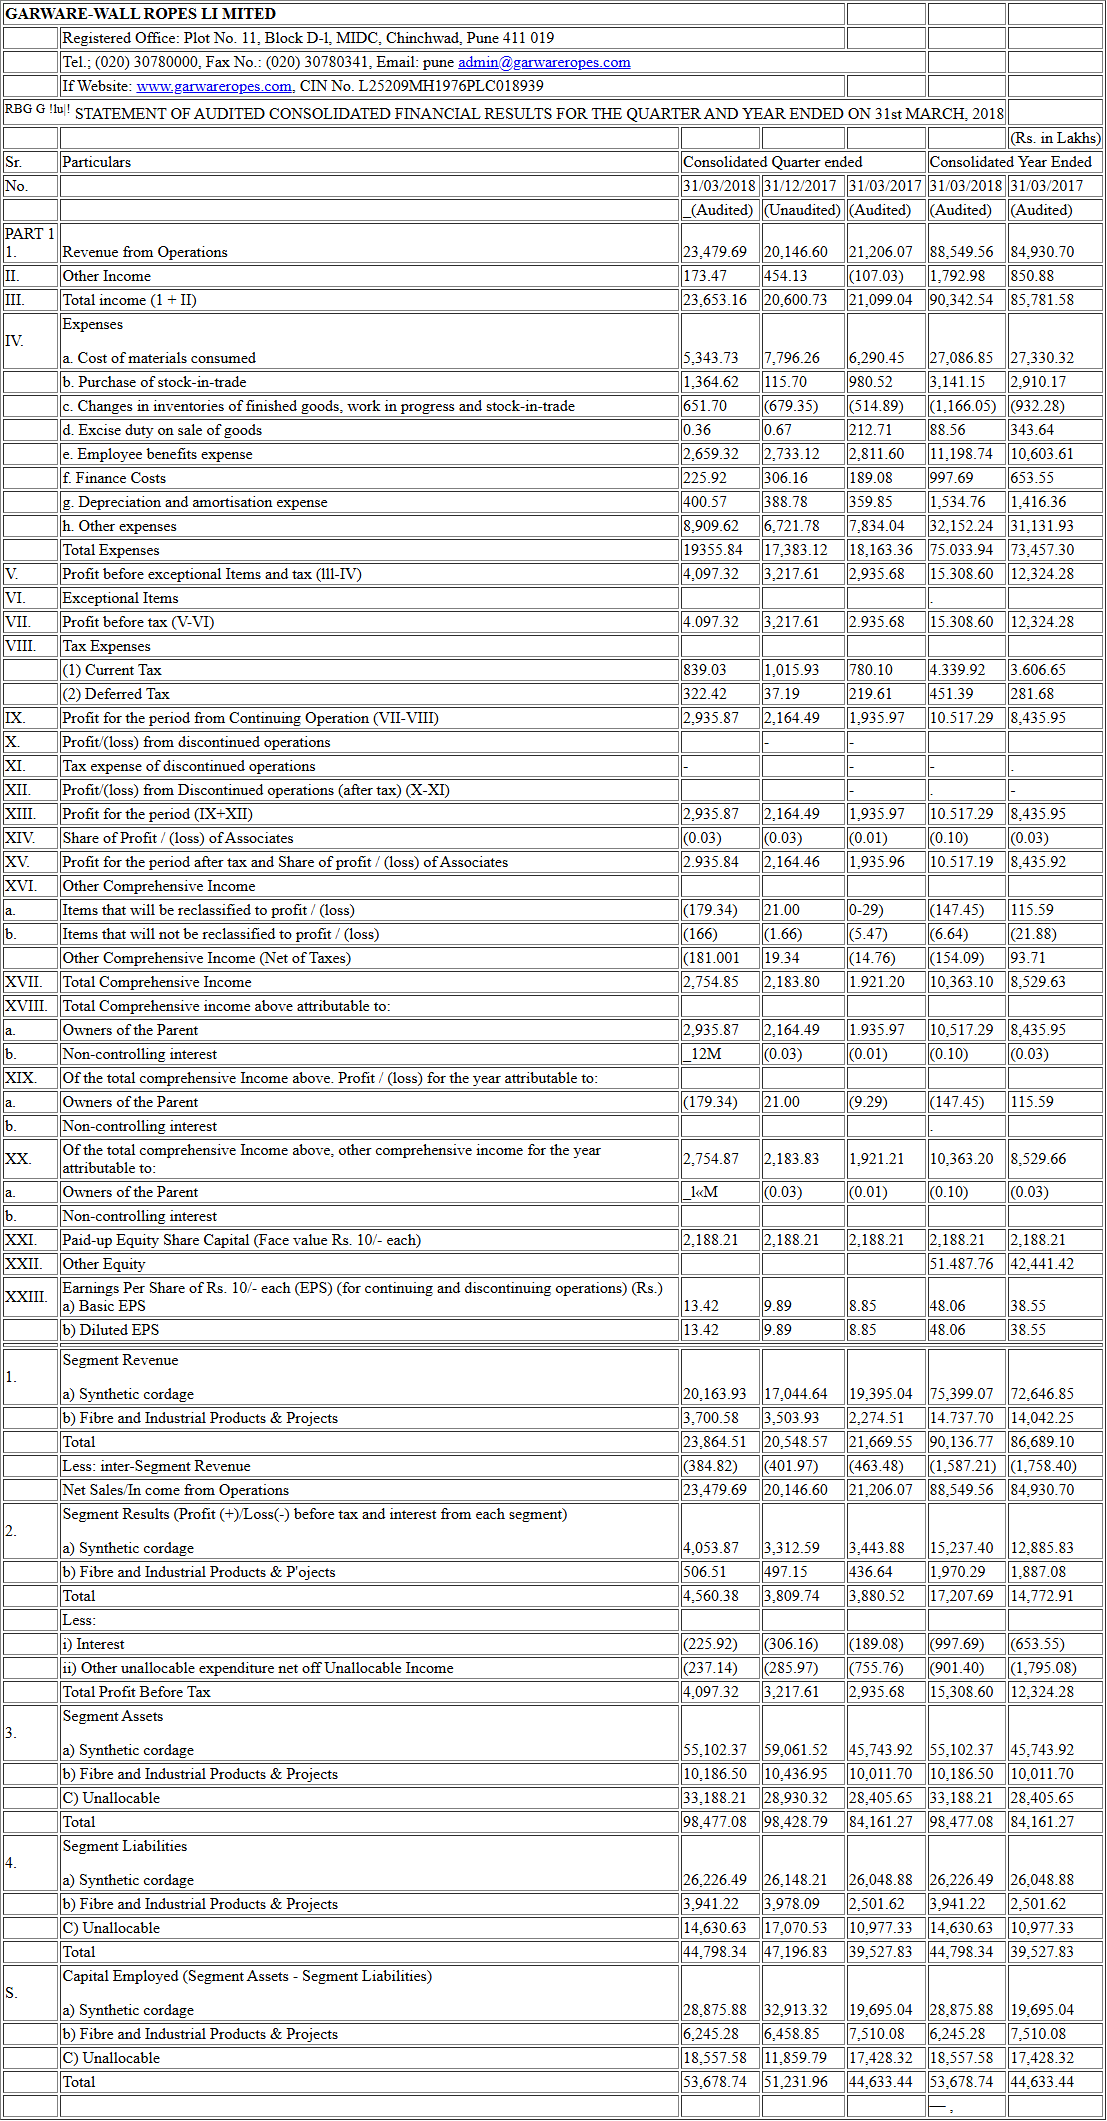 GARWARE-WALL ROPES LI MITED
Registered Office: Plot No. 11, Block D-l, MIDC, Chinchwad, Pune 411 019
Tel.; (020) 30780000, Fax No.: (020) 30780341, Email: pune admin@garwareropes.com
If Website: www.garwareropes.com, CIN No. L25209MH1976PLC018939
RBG G !lu|! STATEMENT OF AUDITED CONSOLIDATED FINANCIAL RESULTS FOR THE QUARTER AND YEAR ENDED ON 31st MARCH, 2018
(Rs. in Lakhs)
Sr. Particulars Consolidated Quarter ended Consolidated Year Ended
No. 31/03/2018 31/12/2017 31/03/2017 31/03/2018 31/03/2017
_(Audited) (Unaudited) (Audited) (Audited) (Audited)
PART 1
1. Revenue from Operations 23,479.69 20,146.60 21,206.07 88,549.56 84,930.70
II. Other Income 173.47 454.13 (107.03) 1,792.98 850.88
III. Total income (1 + II) 23,653.16 20,600.73 21,099.04 90,342.54 85,781.58
Expenses
IV.
a. Cost of materials consumed 5,343.73 7,796.26 6,290.45 27,086.85 27,330.32
b. Purchase of stock-in-trade 1,364.62 115.70 980.52 3,141.15 2,910.17
c. Changes in inventories of finished goods, work in progress and stock-in-trade 651.70 (679.35) (514.89) (1,166.05) (932.28)
d. Excise duty on sale of goods 0.36 0.67 212.71 88.56 343.64
e. Employee benefits expense 2,659.32 2,733.12 2,811.60 11,198.74 10,603.61
f. Finance Costs 225.92 306.16 189.08 997.69 653.55
g. Depreciation and amortisation expense 400.57 388.78 359.85 1,534.76 1,416.36
h. Other expenses 8,909.62 6,721.78 7,834.04 32,152.24 31,131.93
Total Expenses 19355.84 17,383.12 18,163.36 75.033.94 73,457.30
V. Profit before exceptional Items and tax (lll-IV) 4,097.32 3,217.61 2,935.68 15.308.60 12,324.28
VI. Exceptional Items .
VII. Profit before tax (V-VI) 4.097.32 3,217.61 2.935.68 15.308.60 12,324.28
VIII. Tax Expenses
(1) Current Tax 839.03 1,015.93 780.10 4.339.92 3.606.65
(2) Deferred Tax 322.42 37.19 219.61 451.39 281.68
IX. Profit for the period from Continuing Operation (VII-VIII) 2,935.87 2,164.49 1,935.97 10.517.29 8,435.95
X. Profit/(loss) from discontinued operations - -
XI. Tax expense of discontinued operations - - - .
XII. Profit/(loss) from Discontinued operations (after tax) (X-XI) - . -
XIII. Profit for the period (IX+XII) 2,935.87 2,164.49 1,935.97 10.517.29 8,435.95
XIV. Share of Profit / (loss) of Associates (0.03) (0.03) (0.01) (0.10) (0.03)
XV. Profit for the period after tax and Share of profit / (loss) of Associates 2.935.84 2,164.46 1,935.96 10.517.19 8,435.92
XVI. Other Comprehensive Income
a. Items that will be reclassified to profit / (loss) (179.34) 21.00 0-29) (147.45) 115.59
b. Items that will not be reclassified to profit / (loss) (166) (1.66) (5.47) (6.64) (21.88)
Other Comprehensive Income (Net of Taxes) (181.001 19.34 (14.76) (154.09) 93.71
XVII. Total Comprehensive Income 2,754.85 2,183.80 1.921.20 10,363.10 8,529.63
XVIII. Total Comprehensive income above attributable to:
a. Owners of the Parent 2,935.87 2,164.49 1.935.97 10,517.29 8,435.95
b. Non-controlling interest _12M (0.03) (0.01) (0.10) (0.03)
XIX. Of the total comprehensive Income above. Profit / (loss) for the year attributable to:
a. Owners of the Parent (179.34) 21.00 (9.29) (147.45) 115.59
b. Non-controlling interest .
XX. Of the total comprehensive Income above, other comprehensive income for the year
attributable to: 2,754.87 2,183.83 1,921.21 10,363.20 8,529.66
a. Owners of the Parent _l«M (0.03) (0.01) (0.10) (0.03)
b. Non-controlling interest
XXI. Paid-up Equity Share Capital (Face value Rs. 10/- each) 2,188.21 2,188.21 2,188.21 2,188.21 2,188.21
XXII. Other Equity 51.487.76 42,441.42
XXIII. Earnings Per Share of Rs. 10/- each (EPS) (for continuing and discontinuing operations) (Rs.)
a) Basic EPS 13.42 9.89 8.85 48.06 38.55
b) Diluted EPS 13.42 9.89 8.85 48.06 38.55
Segment Revenue
1.
a) Synthetic cordage 20,163.93 17,044.64 19,395.04 75,399.07 72,646.85
b) Fibre and Industrial Products & Projects 3,700.58 3,503.93 2,274.51 14.737.70 14,042.25
Total 23,864.51 20,548.57 21,669.55 90,136.77 86,689.10
Less: inter-Segment Revenue (384.82) (401.97) (463.48) (1,587.21) (1,758.40)
Net Sales/In come from Operations 23,479.69 20,146.60 21,206.07 88,549.56 84,930.70
Segment Results (Profit (+)/Loss(-) before tax and interest from each segment)
2.
a) Synthetic cordage 4,053.87 3,312.59 3,443.88 15,237.40 12,885.83
b) Fibre and Industrial Products & P'ojects 506.51 497.15 436.64 1,970.29 1,887.08
Total 4,560.38 3,809.74 3,880.52 17,207.69 14,772.91
Less:
i) Interest (225.92) (306.16) (189.08) (997.69) (653.55)
ii) Other unallocable expenditure net off Unallocable Income (237.14) (285.97) (755.76) (901.40) (1,795.08)
Total Profit Before Tax 4,097.32 3,217.61 2,935.68 15,308.60 12,324.28
Segment Assets
3.
a) Synthetic cordage 55,102.37 59,061.52 45,743.92 55,102.37 45,743.92
b) Fibre and Industrial Products & Projects 10,186.50 10,436.95 10,011.70 10,186.50 10,011.70
C) Unallocable 33,188.21 28,930.32 28,405.65 33,188.21 28,405.65
Total 98,477.08 98,428.79 84,161.27 98,477.08 84,161.27
Segment Liabilities
4.
a) Synthetic cordage 26,226.49 26,148.21 26,048.88 26,226.49 26,048.88
b) Fibre and Industrial Products & Projects 3,941.22 3,978.09 2,501.62 3,941.22 2,501.62
C) Unallocable 14,630.63 17,070.53 10,977.33 14,630.63 10,977.33
Total 44,798.34 47,196.83 39,527.83 44,798.34 39,527.83
Capital Employed (Segment Assets - Segment Liabilities)
S.
a) Synthetic cordage 28,875.88 32,913.32 19,695.04 28,875.88 19,695.04
b) Fibre and Industrial Products & Projects 6,245.28 6,458.85 7,510.08 6,245.28 7,510.08
C) Unallocable 18,557.58 11,859.79 17,428.32 18,557.58 17,428.32
Total 53,678.74 51,231.96 44,633.44 53,678.74 44,633.44
— ,